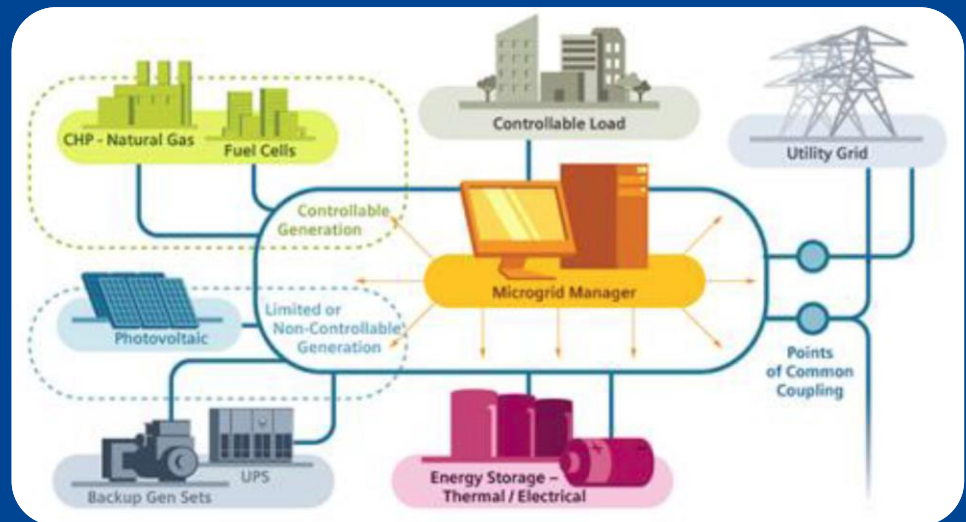 CHP - Natural Gas
Fuel Cells
Controllable Load
Utility Grid
Controllable
Generation
Microgrid Manager
Photovoltaic
Limited or
Non-Controllable
Generation
Points
of Common
Coupling
Backup Gen Sets
UPS
Energy Storage –
Thermal / Electrical